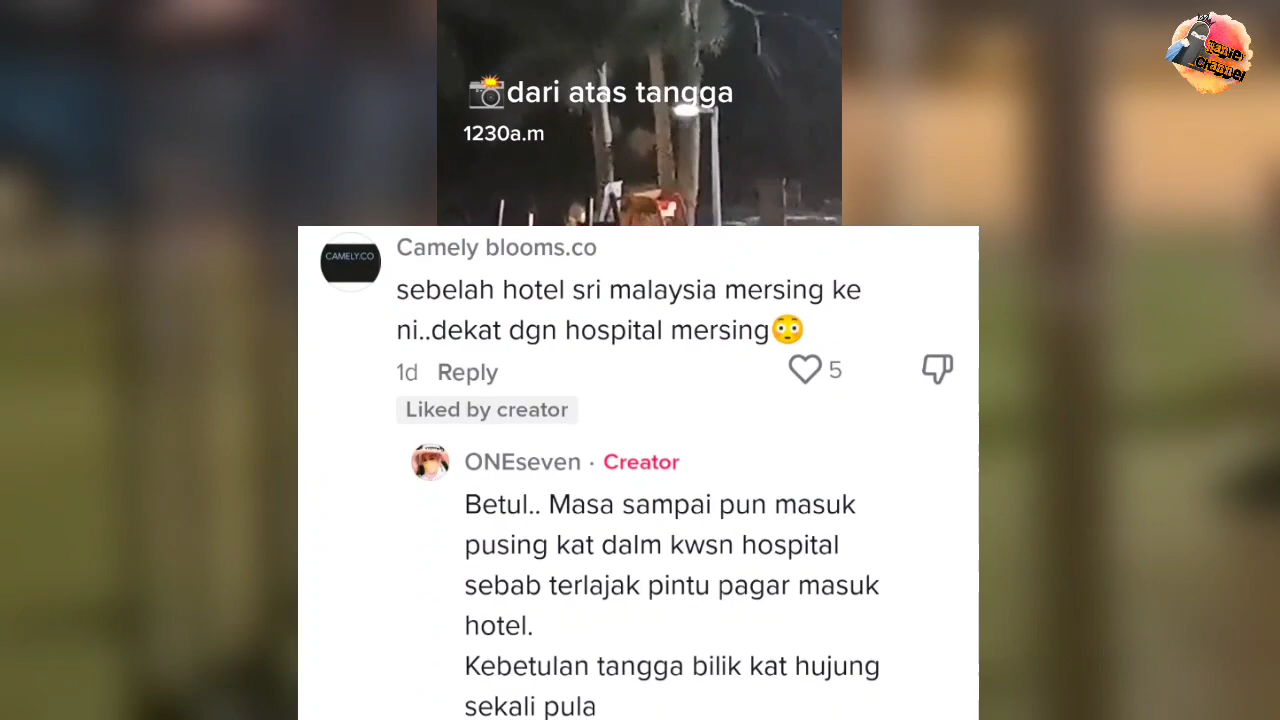 dari atas tangga
1230a.m
Channel
CAMELY.CO
Camely blooms.co
sebelah hotel sri malaysia mersing ke
ni..dekat dgn hospital mersing😳
1d Reply 5
Liked by creator
ONEseven · Creator
Betul.. Masa sampai pun masuk
pusing kat dalm kwsn hospital
sebab terlajak pintu pagar masuk
hotel.
Kebetulan tangga bilik kat hujung
sekali pula